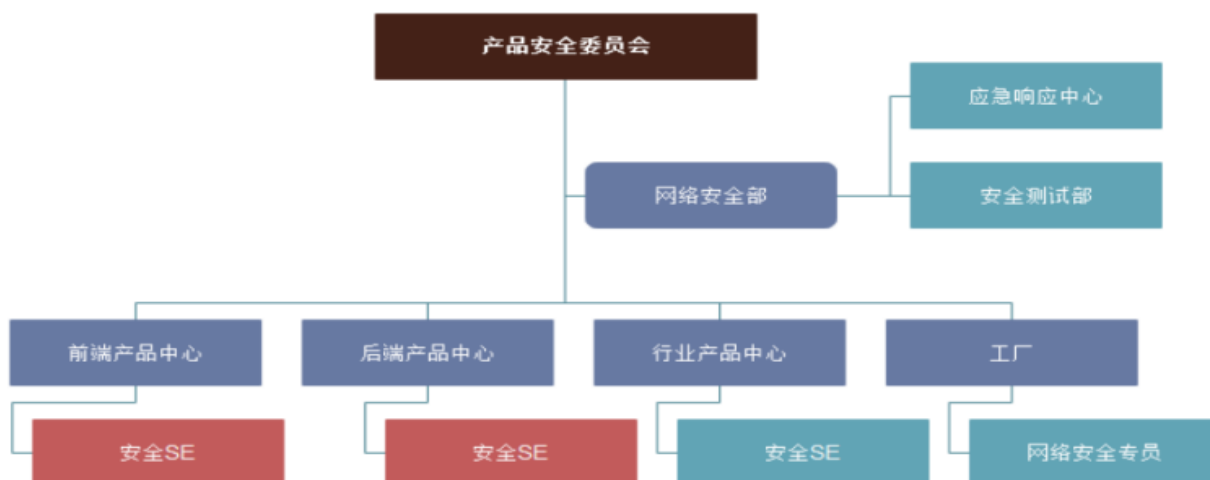 产品安全委员会
应急响应中心
网络安全部
安全测试部
前端产品中心
后端产品中心
行业产品中心
工厂
安全SE
安全SE
安全SE
网络安全专员